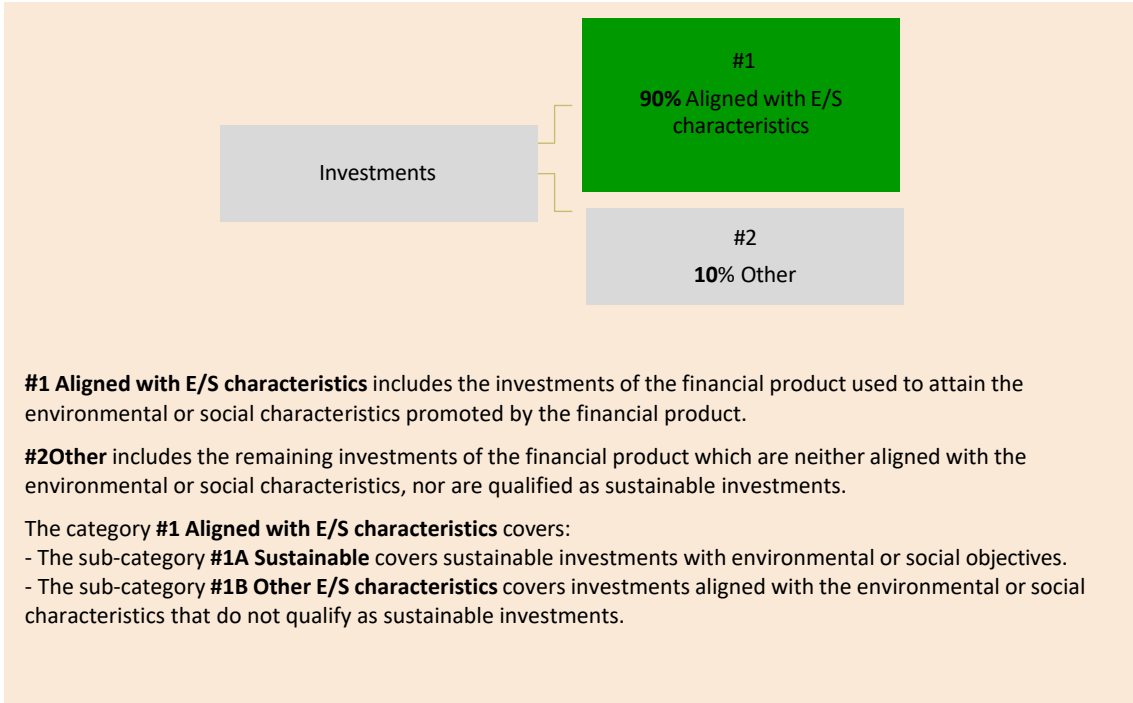 #1
90% Aligned with E/S
characteristics
Investments
#2
10% Other
#1 Aligned with E/S characteristics includes the investments of the financial product used to attain the
environmental or social characteristics promoted by the financial product.
#2Other includes the remaining investments of the financial product which are neither aligned with the
environmental or social characteristics, nor are qualified as sustainable investments.
The category #1 Aligned with E/S characteristics covers:
- The sub-category #1A Sustainable covers sustainable investments with environmental or social objectives.
- The sub-category #1B Other E/S characteristics covers investments aligned with the environmental or social
characteristics that do not qualify as sustainable investments.